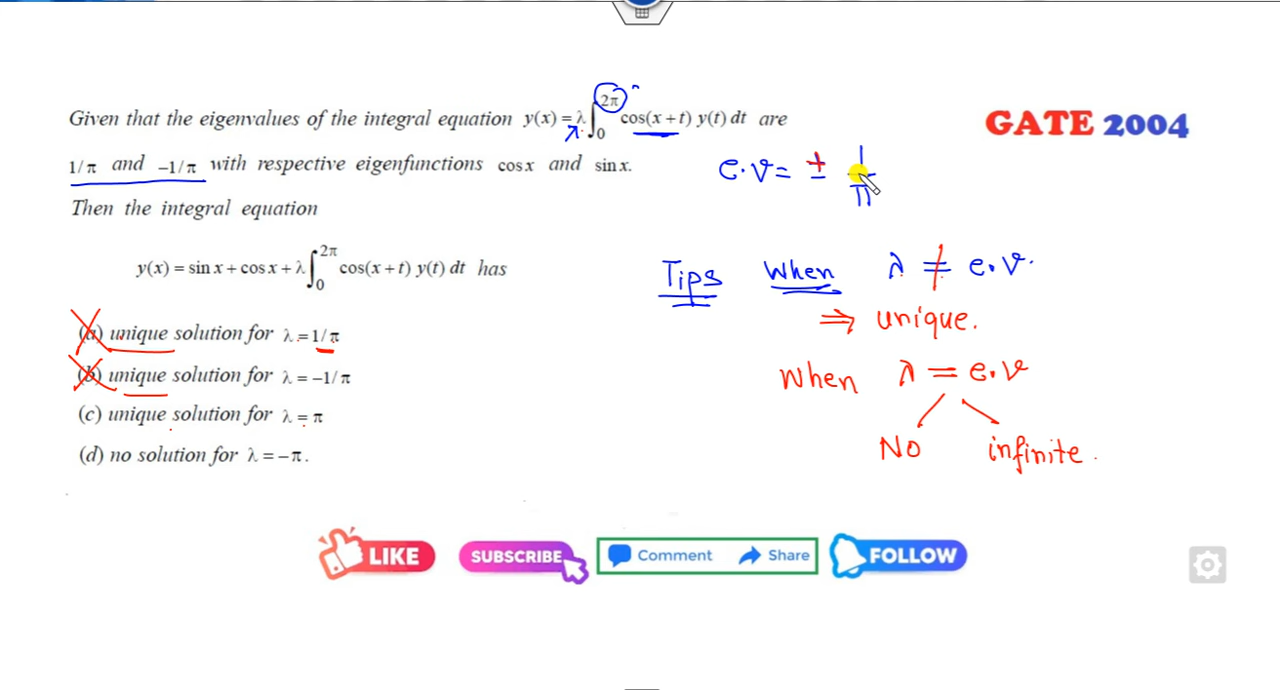 Given that the eigenvalues of the integral equation y(x) = λ ∫₀^2π cos(x + t) y(t) dt are
GATE 2004
1/π and −1/π with respective eigenfunctions cos x and sin x.
e.v = ± 1/π
Then the integral equation
y(x) = sin x + cos x + λ ∫₀^2π cos(x + t) y(t) dt has
Tips When λ ≠ e.v.
(a) unique solution for λ = 1/π
⇒ unique.
(b) unique solution for λ = −1/π
When λ = e.v
(c) unique solution for λ = π
(d) no solution for λ = −π.
No infinite.
LIKE SUBSCRIBE Comment Share FOLLOW